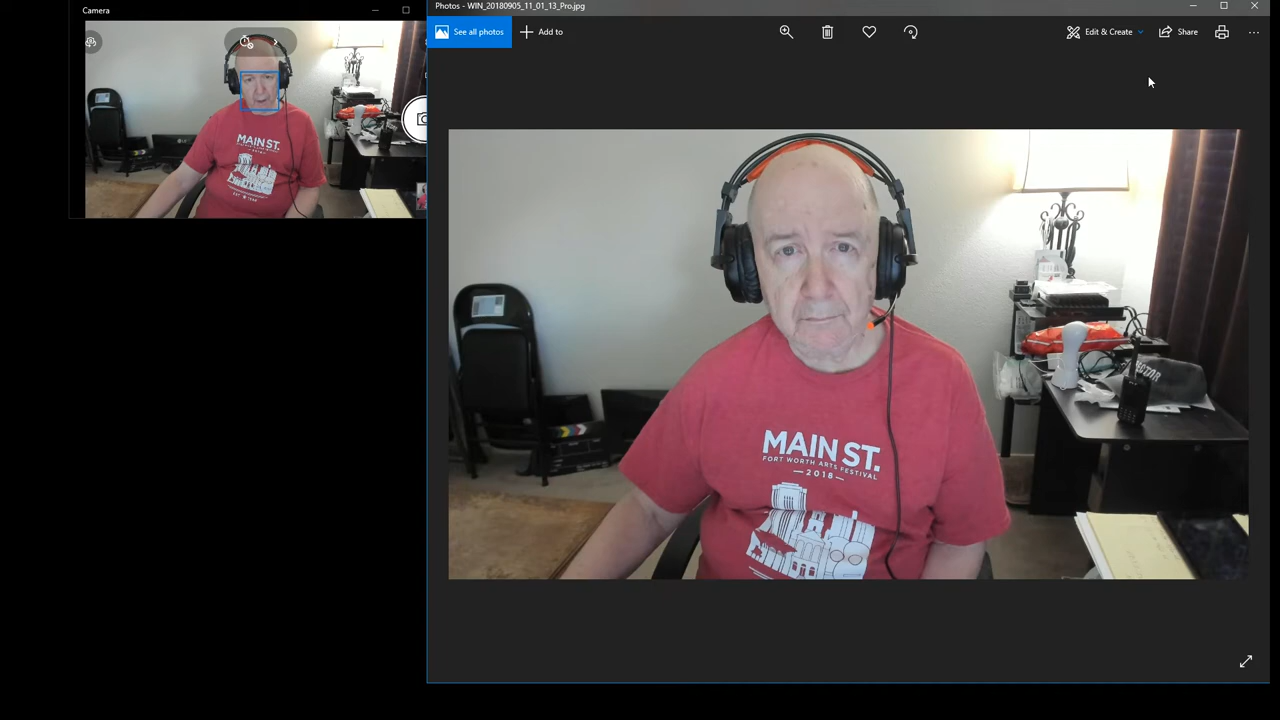 Camera
Photos - WIN_20180905_11_01_13_Pro.jpg
See all photos
Add to
Edit & Create
Share
MAIN ST.
MAIN ST.
FORT WORTH ARTS FESTIVAL
2018